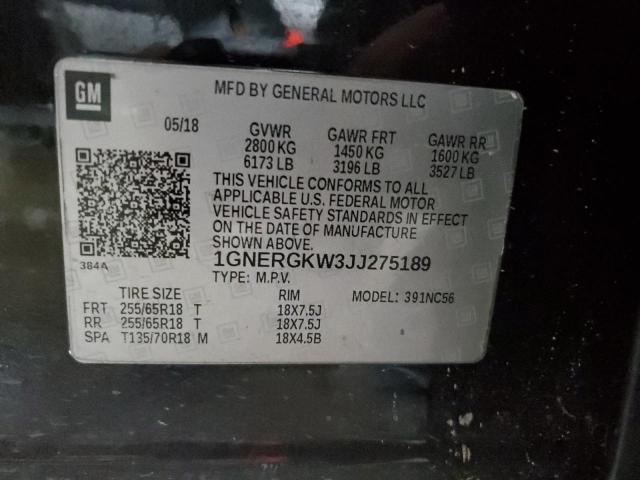 GM
MFD BY GENERAL MOTORS LLC
05/18 GVWR GAWR FRT GAWR RR
2800 KG 1450 KG 1600 KG
6173 LB 3196 LB 3527 LB
THIS VEHICLE CONFORMS TO ALL
APPLICABLE U.S. FEDERAL MOTOR
VEHICLE SAFETY STANDARDS IN EFFECT
ON THE DATE OF MANUFACTURE
SHOWN ABOVE.
384A
1GNERGKW3JJ275189
TYPE: M.P.V.
TIRE SIZE RIM MODEL: 391NC56
FRT 255/65R18 T 18X7.5J
RR 255/65R18 T 18X7.5J
SPA T135/70R18 M 18X4.5B